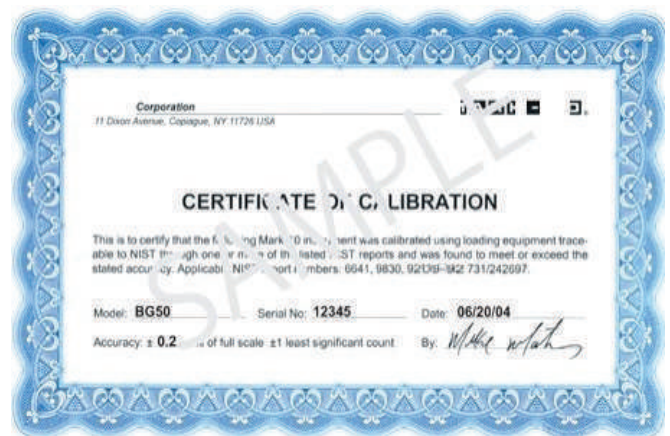 Corporation
11 Dixon Avenue, Copiague, NY 11726 USA
SAMPLE
CERTIFICATE OF CALIBRATION
This is to certify that the following Mark 10 instrument was calibrated using loading equipment trace-
able to NIST through one or more of the listed NIST reports and was found to meet or exceed the
stated accuracy. Applicable NIST report numbers: 6641, 9830, 731/242697.
Model: BG50 Serial No: 12345 Date: 06/20/04
Accuracy: ± 0.2 % of full scale ±1 least significant count By: